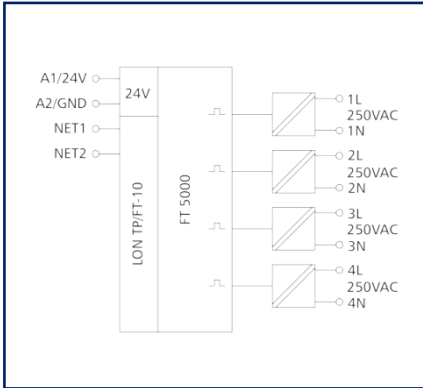 A1/24V
A2/GND
NET1
NET2
24V
LON TP/FT-10
FT 5000
1L
250VAC
1N
2L
250VAC
2N
3L
250VAC
3N
4L
250VAC
4N